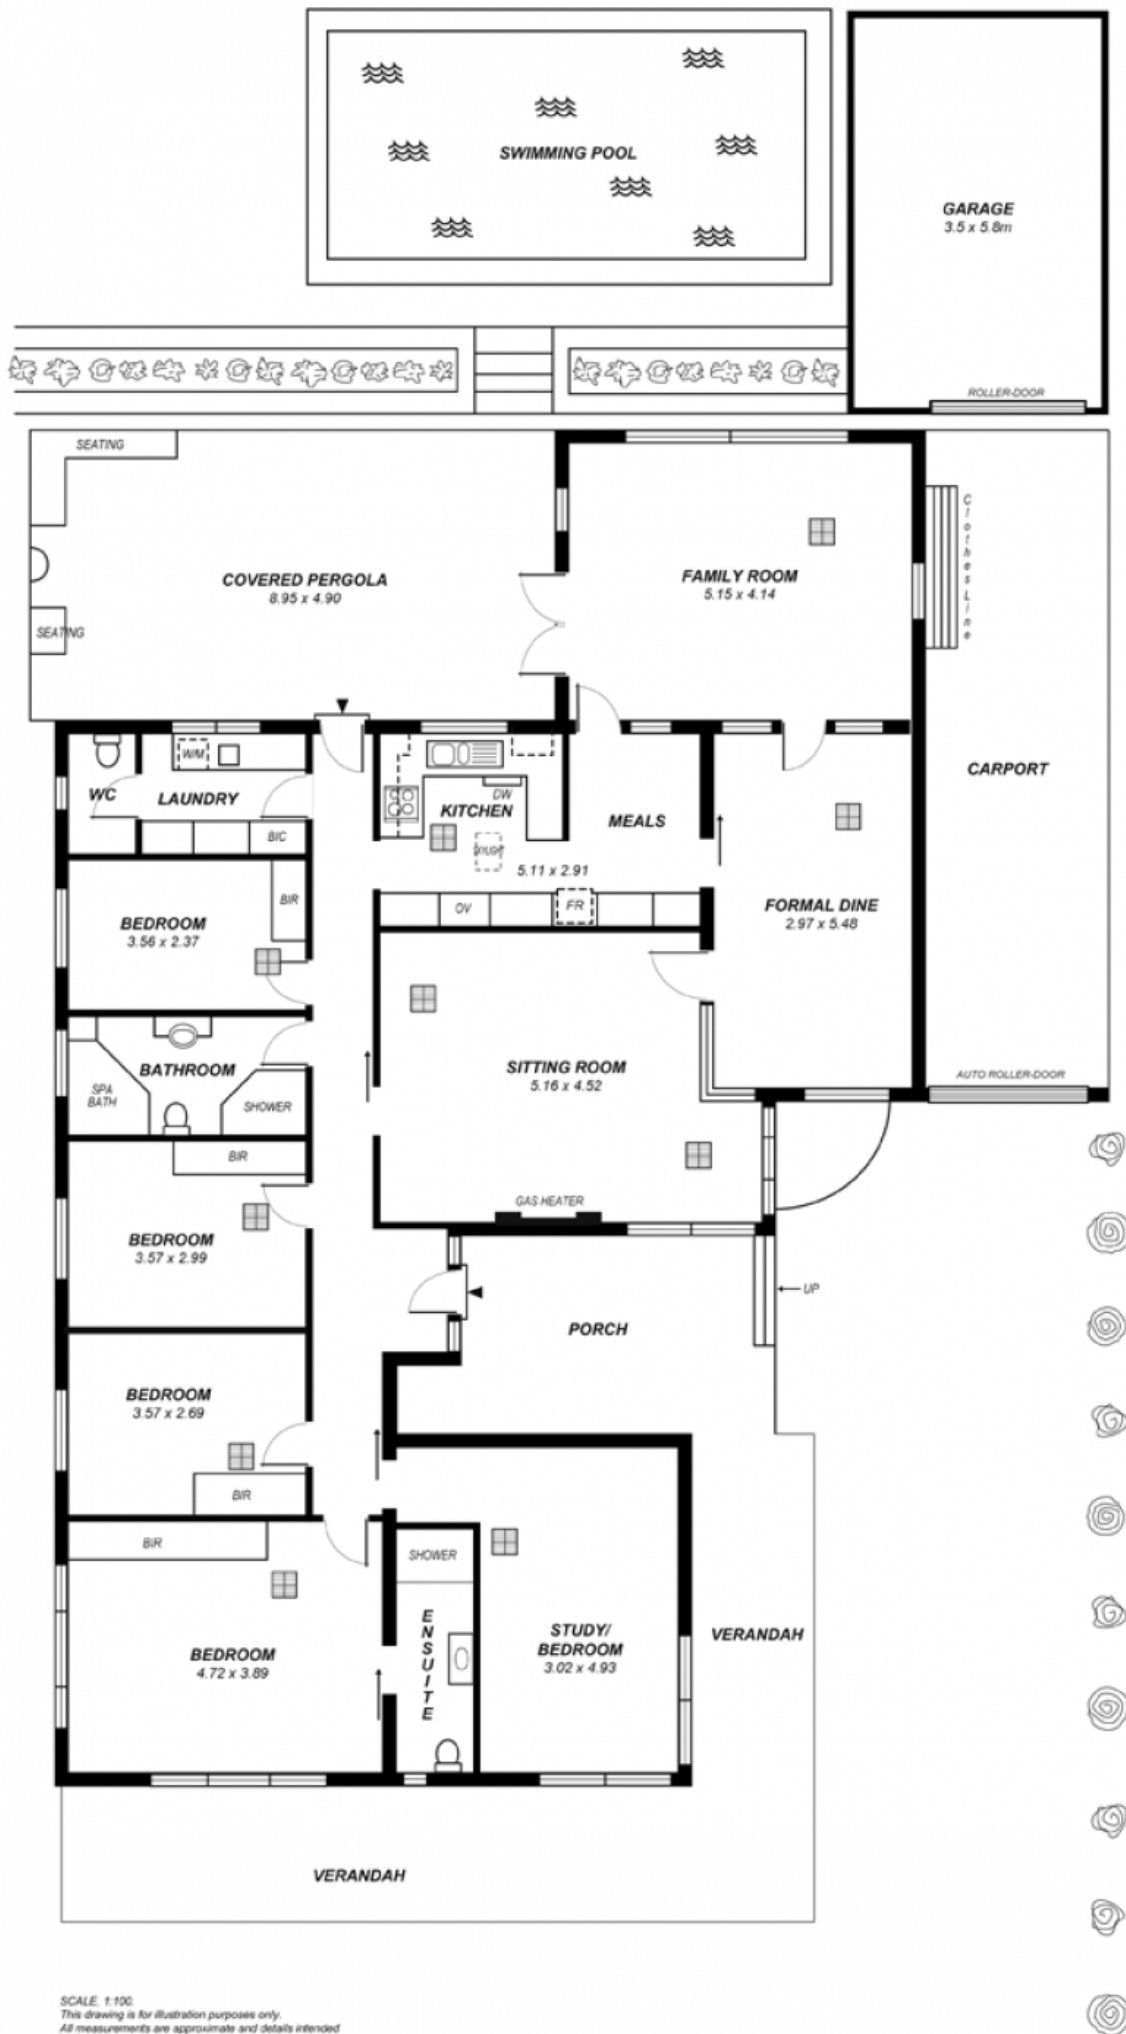 SWIMMING POOL
GARAGE
3.5 x 5.8m
ROLLER-DOOR
SEATING
COVERED PERGOLA
8.95 x 4.90
SEATING
FAMILY ROOM
5.15 x 4.14
Clothes Line
CARPORT
WC
W/M
LAUNDRY
BIC
DW
KITCHEN
MEALS
5.11 x 2.91
OV
FR
FORMAL DINE
2.97 x 5.48
BIR
BEDROOM
3.56 x 2.37
BATHROOM
SPA
BATH
SHOWER
SITTING ROOM
5.16 x 4.52
GAS HEATER
AUTO ROLLER-DOOR
BIR
BEDROOM
3.57 x 2.99
UP
PORCH
BEDROOM
3.57 x 2.69
BIR
BIR
BEDROOM
4.72 x 3.89
SHOWER
ENSUITE
STUDY/
BEDROOM
3.02 x 4.93
VERANDAH
VERANDAH
SCALE. 1:100.
This drawing is for illustration purposes only.
All measurements are approximate and details intended